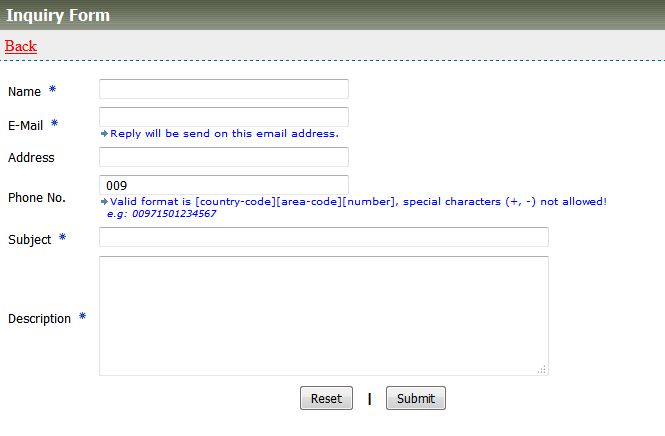 Inquiry Form
Back
Name *
E-Mail *
Reply will be send on this email address.
Address
Phone No.
009
Valid format is [country-code][area-code][number], special characters (+, -) not allowed!
e.g: 00971501234567
Subject *
Description *
Reset | Submit